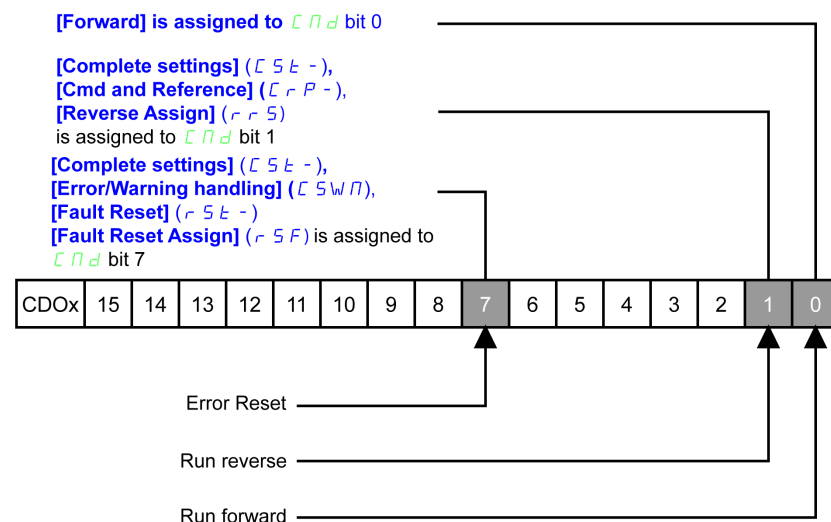 [Forward] is assigned to CMd bit 0
[Complete settings] (CSt-),
[Cmd and Reference] (CrP-),
[Reverse Assign] (rrS)
is assigned to CMd bit 1
[Complete settings] (CSt-),
[Error/Warning handling] (CSWM),
[Fault Reset] (rSt-)
[Fault Reset Assign] (rSF) is assigned to
CMd bit 7
CDOx 15 14 13 12 11 10 9 8 7 6 5 4 3 2 1 0
Error Reset
Run reverse
Run forward